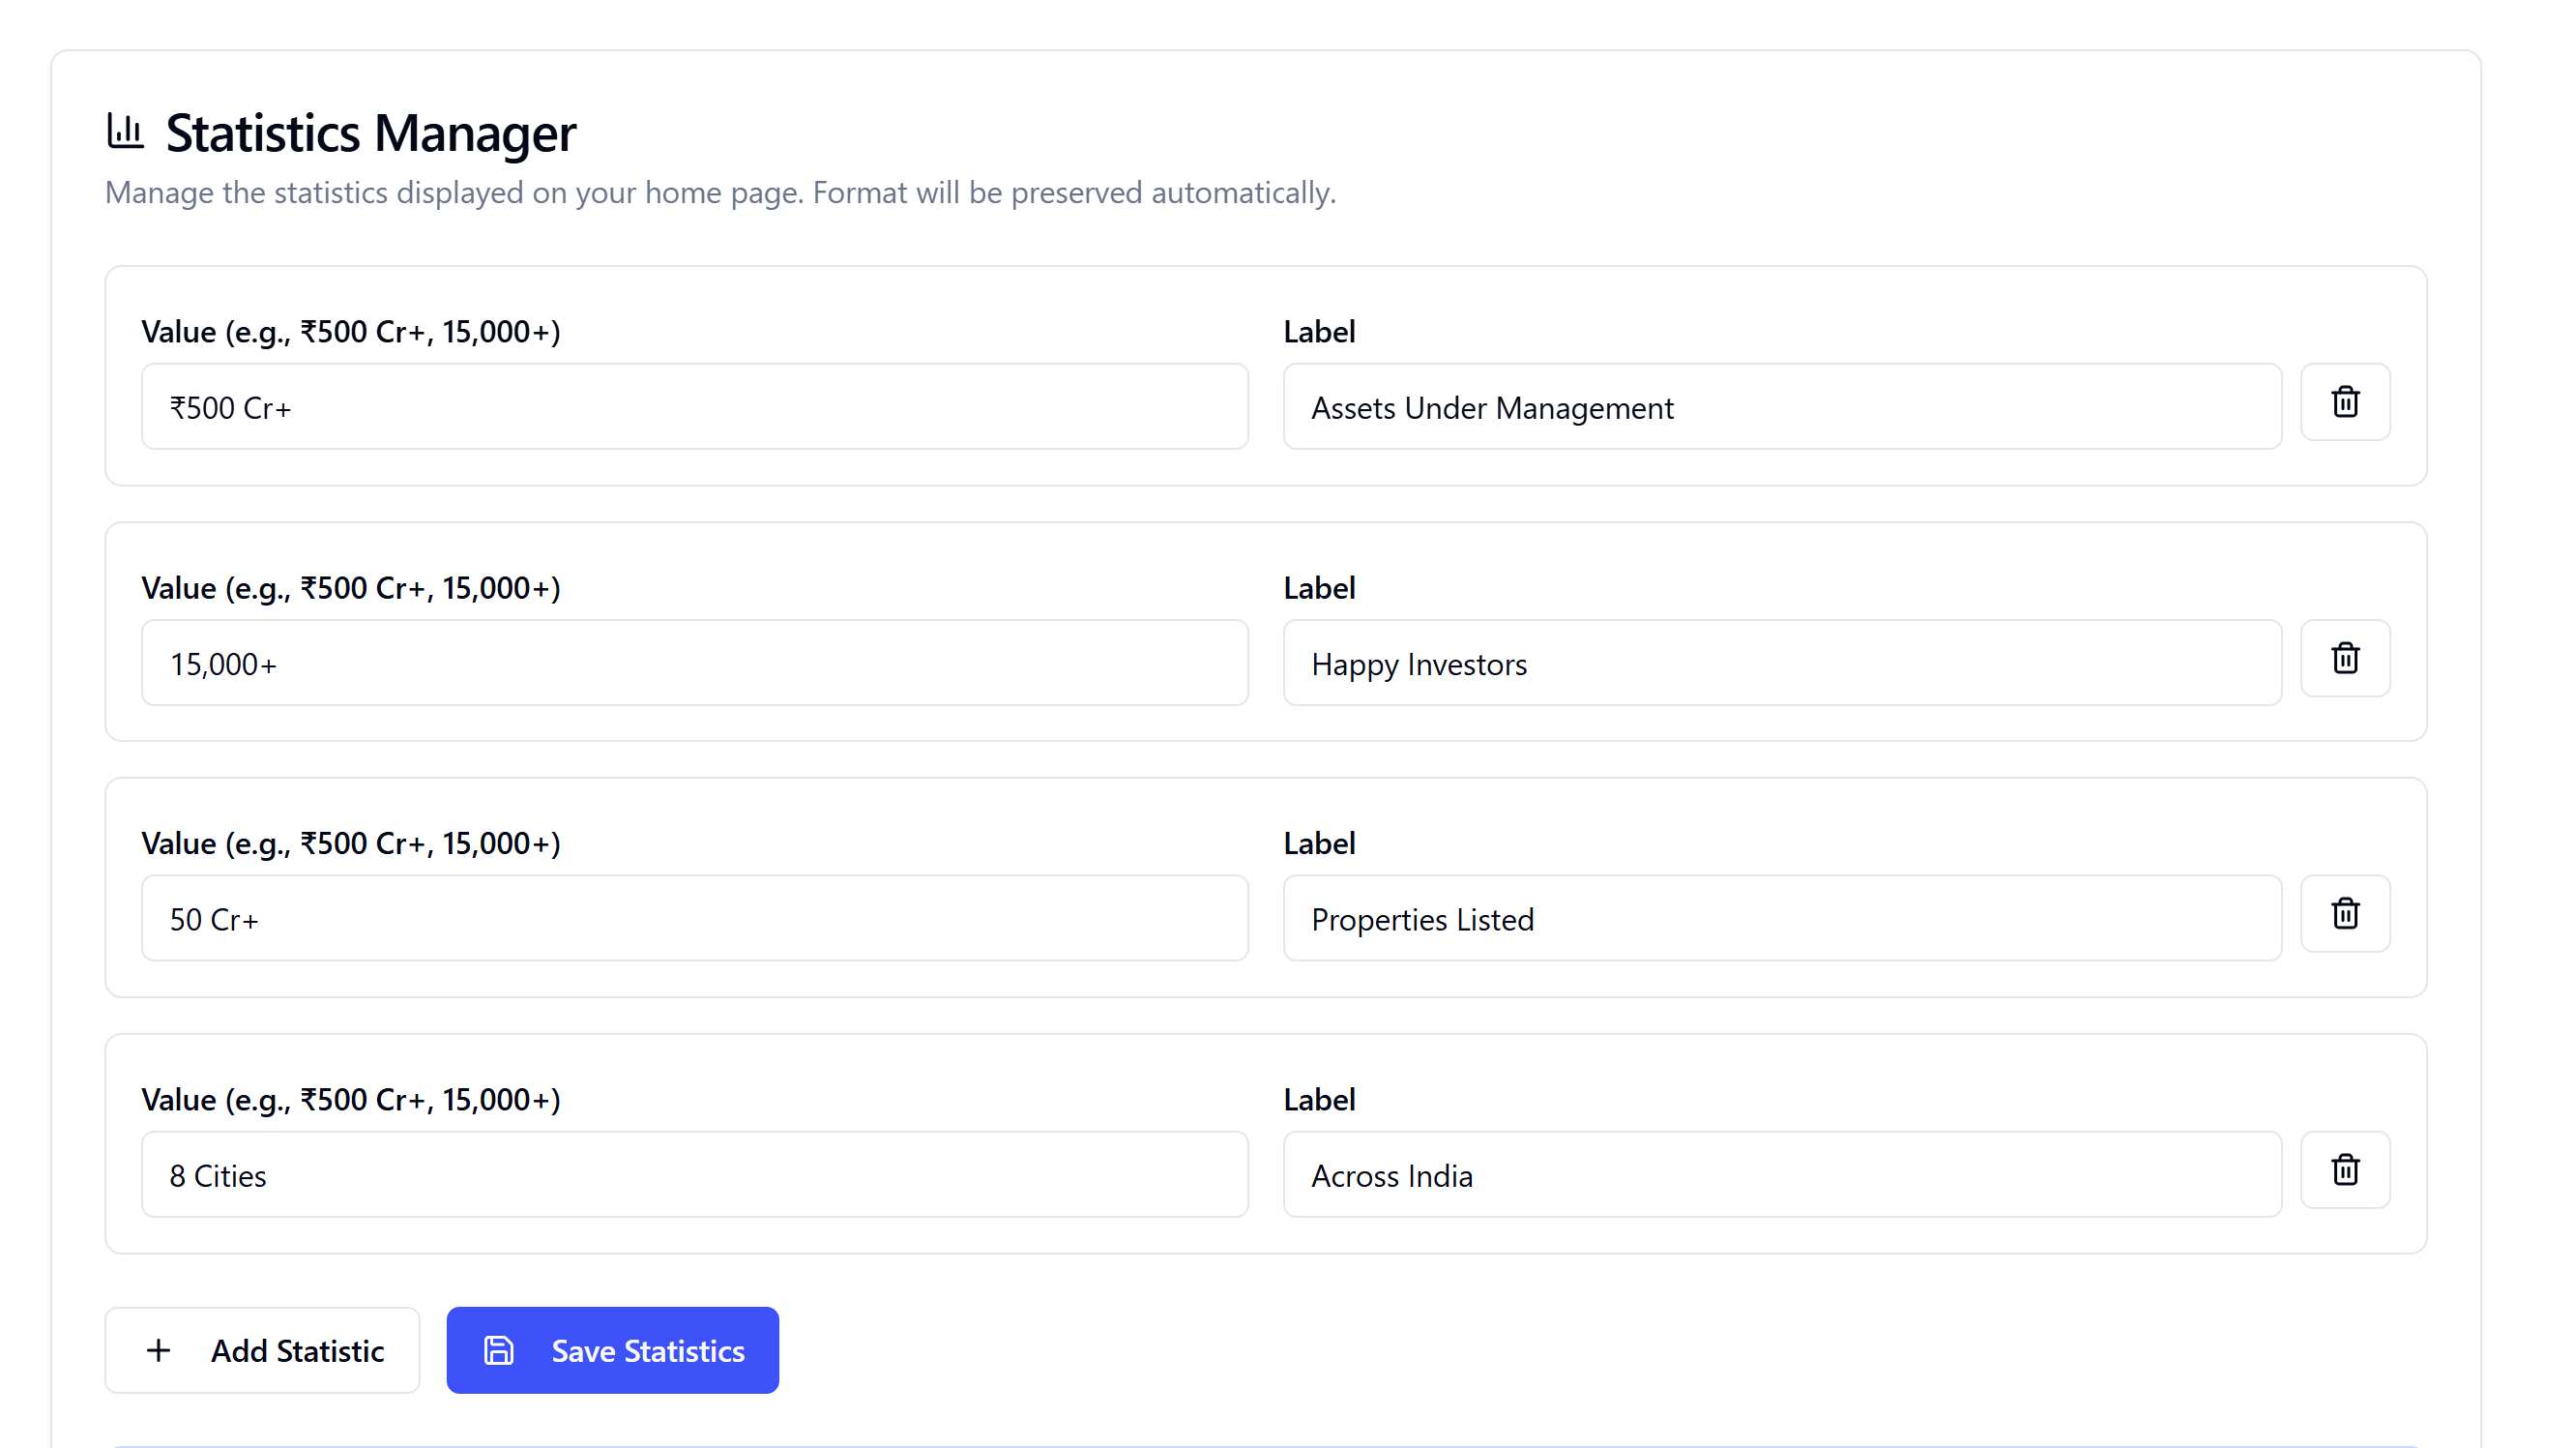 Statistics Manager
Manage the statistics displayed on your home page. Format will be preserved automatically.
Value (e.g., ₹500 Cr+, 15,000+)
Label
₹500 Cr+
Assets Under Management
Value (e.g., ₹500 Cr+, 15,000+)
Label
15,000+
Happy Investors
Value (e.g., ₹500 Cr+, 15,000+)
Label
50 Cr+
Properties Listed
Value (e.g., ₹500 Cr+, 15,000+)
Label
8 Cities
Across India
Add Statistic
Save Statistics